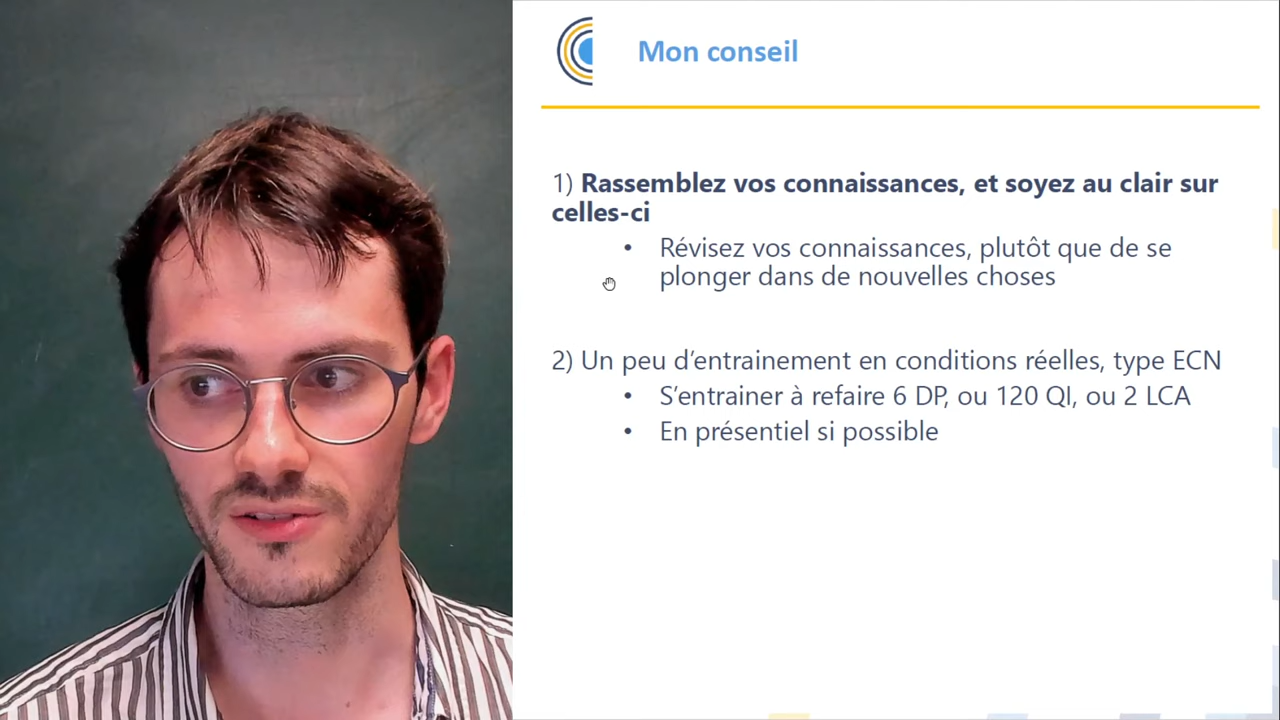 Mon conseil
1) Rassemblez vos connaissances, et soyez au clair sur
celles-ci
• Révisez vos connaissances, plutôt que de se
plonger dans de nouvelles choses
2) Un peu d’entrainement en conditions réelles, type ECN
• S’entrainer à refaire 6 DP, ou 120 QI, ou 2 LCA
• En présentiel si possible